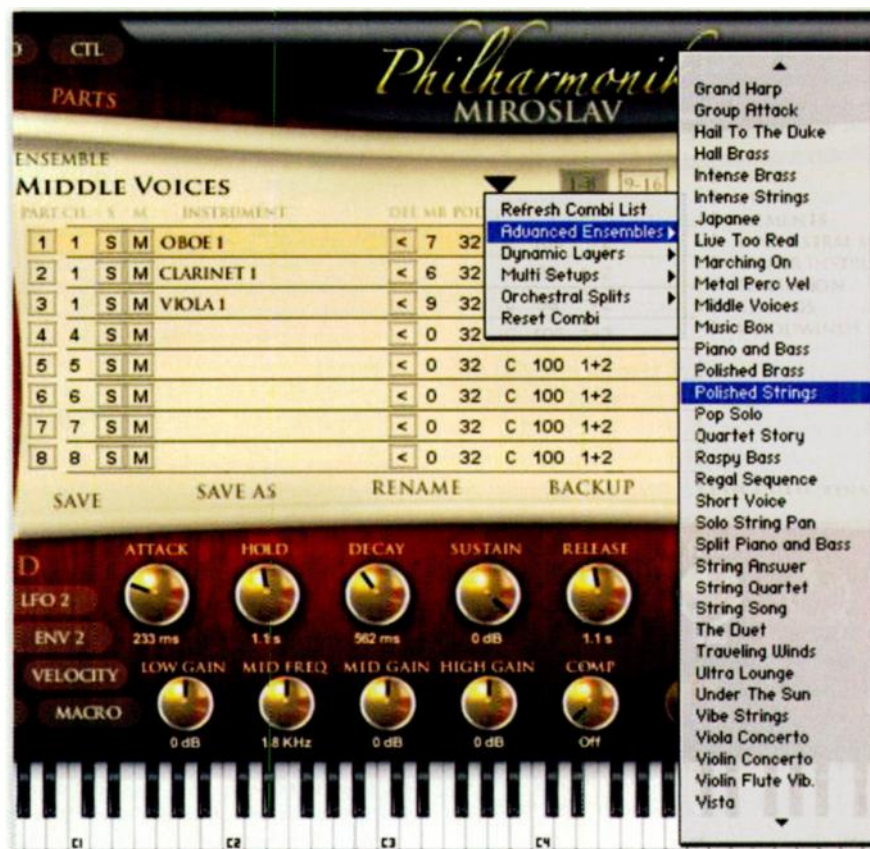 CTL
Philharmonik
MIROSLAV
PARTS
ENSEMBLE
MIDDLE VOICES
1-8 9-16
PART CH S M INSTRUMENT DEL MB POL
1 1 S M OBOE 1 < 7 32
2 1 S M CLARINET 1 < 6 32
3 1 S M VIOLA 1 < 9 32
4 4 S M < 0 32
5 5 S M < 0 32 C 100 1+2
6 6 S M < 0 32 C 100 1+2
7 7 S M < 0 32 C 100 1+2
8 8 S M < 0 32 C 100 1+2
SAVE SAVE AS RENAME BACKUP
Refresh Combi List
Advanced Ensembles
Dynamic Layers
Multi Setups
Orchestral Splits
Reset Combi
Grand Harp
Group Attack
Hail To The Duke
Hall Brass
Intense Brass
Intense Strings
Japanee
Live Too Real
Marching On
Metal Perc Vel
Middle Voices
Music Box
Piano and Bass
Polished Brass
Polished Strings
Pop Solo
Quartet Story
Raspy Bass
Regal Sequence
Short Voice
Solo String Pan
Split Piano and Bass
String Answer
String Quartet
String Song
The Duet
Traveling Winds
Ultra Lounge
Under The Sun
Vibe Strings
Viola Concerto
Violin Concerto
Violin Flute Vib.
Vista
ATTACK HOLD DECAY SUSTAIN RELEASE
LFO 2
ENV 2
233 ms 1.1 s 562 ms 0 dB 1.1 s
VELOCITY
LOW GAIN MID FREQ MID GAIN HIGH GAIN COMP
MACRO
0 dB 1.8 KHz 0 dB 0 dB Off
C1 C2 C3 C4